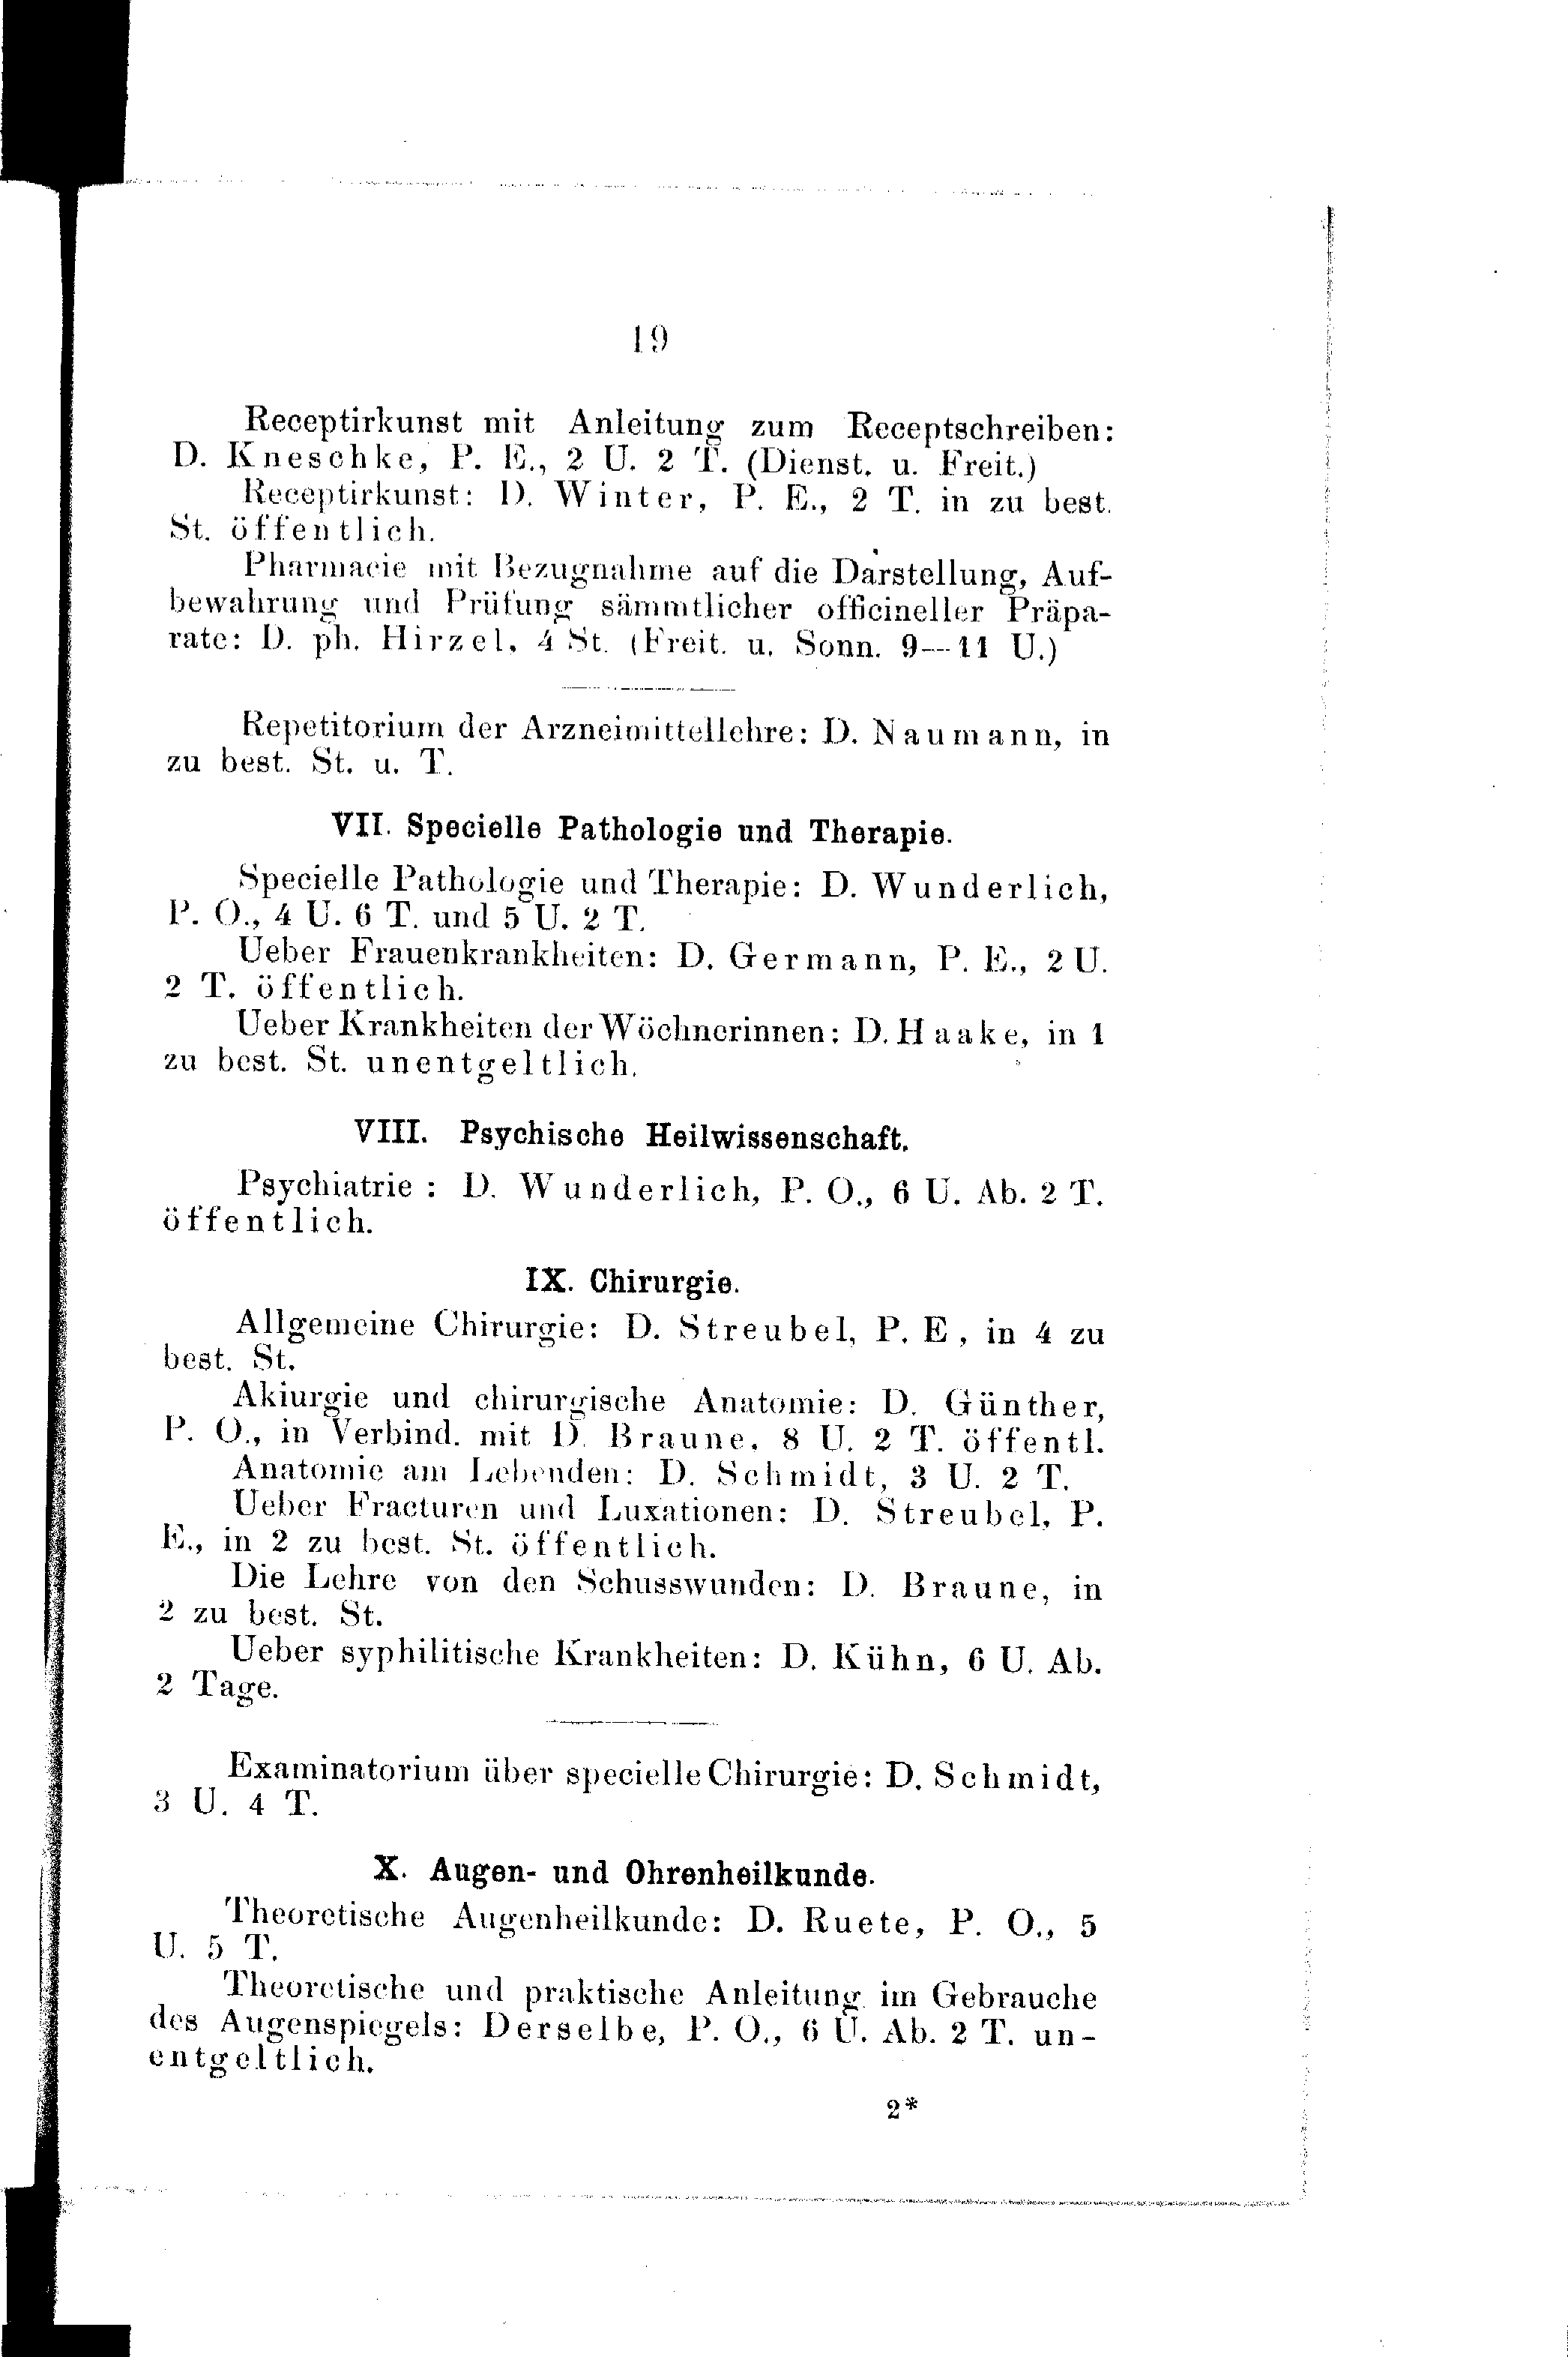 19
Receptirkunst mit Anleitung zum Receptschreiben:
D. Kneschke, P. E., 2 U. 2 T. (Dienst. u. Freit.)
Receptirkunst: D. Winter, P. E., 2 T. in zu best.
St. öffentlich.
Pharmacie mit Bezugnahme auf die Darstellung, Auf-
bewahrung und Prüfung sämmtlicher officineller Präpa-
rate: D. ph. Hirzel, 4 St. (Freit. u. Sonn. 9—11 U.)
Repetitorium der Arzneimittellehre: D. Naumann, in
zu best. St. u. T.
VII. Specielle Pathologie und Therapie.
Specielle Pathologie und Therapie: D. Wunderlich,
P. O., 4 U. 6 T. und 5 U. 2 T.
Ueber Frauenkrankheiten: D. Germann, P. E., 2 U.
2 T. öffentlich.
Ueber Krankheiten der Wöchnerinnen: D. Haake, in 1
zu best. St. unentgeltlich.
VIII. Psychische Heilwissenschaft.
Psychiatrie : D. Wunderlich, P. O., 6 U. Ab. 2 T.
öffentlich.
IX. Chirurgie.
Allgemeine Chirurgie: D. Streubel, P. E , in 4 zu
best. St.
Akiurgie und chirurgische Anatomie: D. Günther,
P. O., in Verbind. mit D. Braune, 8 U. 2 T. öffentl.
Anatomie am Lebenden: D. Schmidt, 3 U. 2 T.
Ueber Fracturen und Luxationen: D. Streubel, P.
E., in 2 zu best. St. öffentlich.
Die Lehre von den Schusswunden: D. Braune, in
2 zu best. St.
Ueber syphilitische Krankheiten: D. Kühn, 6 U. Ab.
2 Tage.
Examinatorium über specielle Chirurgie: D. Schmidt,
3 U. 4 T.
X. Augen- und Ohrenheilkunde.
Theoretische Augenheilkunde: D. Ruete, P. O., 5
U. 5 T.
Theoretische und praktische Anleitung im Gebrauche
des Augenspiegels: Derselbe, P. O., 6 U. Ab. 2 T. un-
entgeltlich.
2*